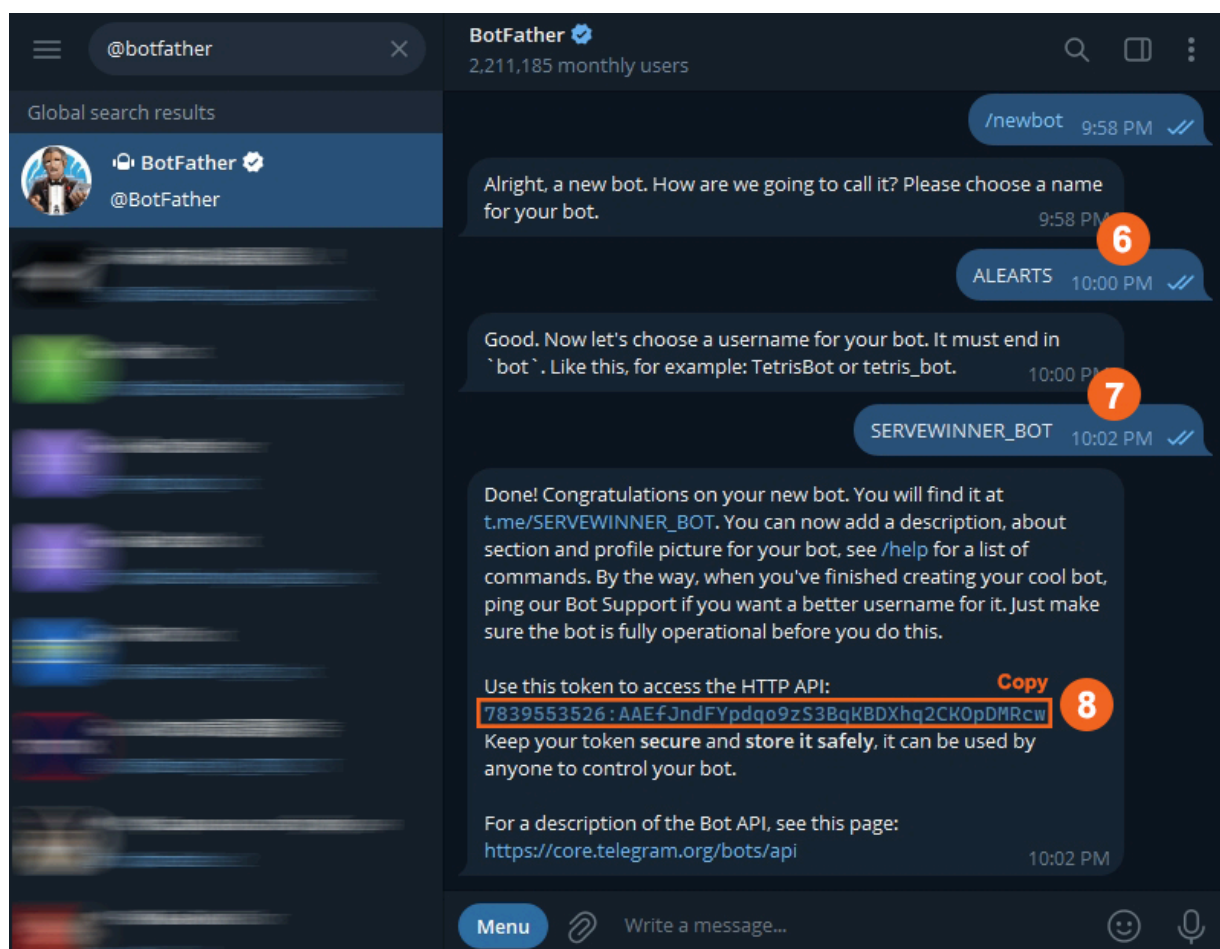 @botfather
Global search results
BotFather
@BotFather
BotFather
2,211,185 monthly users
/newbot 9:58 PM
Alright, a new bot. How are we going to call it? Please choose a name
for your bot.
9:58 PM
6
ALEARTS 10:00 PM
Good. Now let's choose a username for your bot. It must end in
`bot`. Like this, for example: TetrisBot or tetris_bot.
10:00 P
7
SERVEWINNER_BOT 10:02 PM
Done! Congratulations on your new bot. You will find it at
t.me/SERVEWINNER_BOT. You can now add a description, about
section and profile picture for your bot, see /help for a list of
commands. By the way, when you've finished creating your cool bot,
ping our Bot Support if you want a better username for it. Just make
sure the bot is fully operational before you do this.
Use this token to access the HTTP API:
Copy
7839553526:AAEfJndFYpdqo9zS3BqKBDXhq2CKOpDMRcw
8
Keep your token secure and store it safely, it can be used by
anyone to control your bot.
For a description of the Bot API, see this page:
https://core.telegram.org/bots/api
10:02 PM
Menu
Write a message...